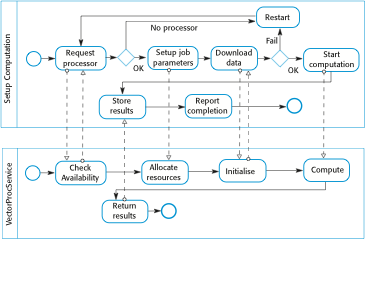 Setup Computation
No processor
Restart
Request
processor
OK
Setup job
parameters
Download
data
Fail
OK
Start
computation
Store
results
Report
completion
VectorProcService
Check
Availability
Allocate
resources
Initialise
Compute
Return
results